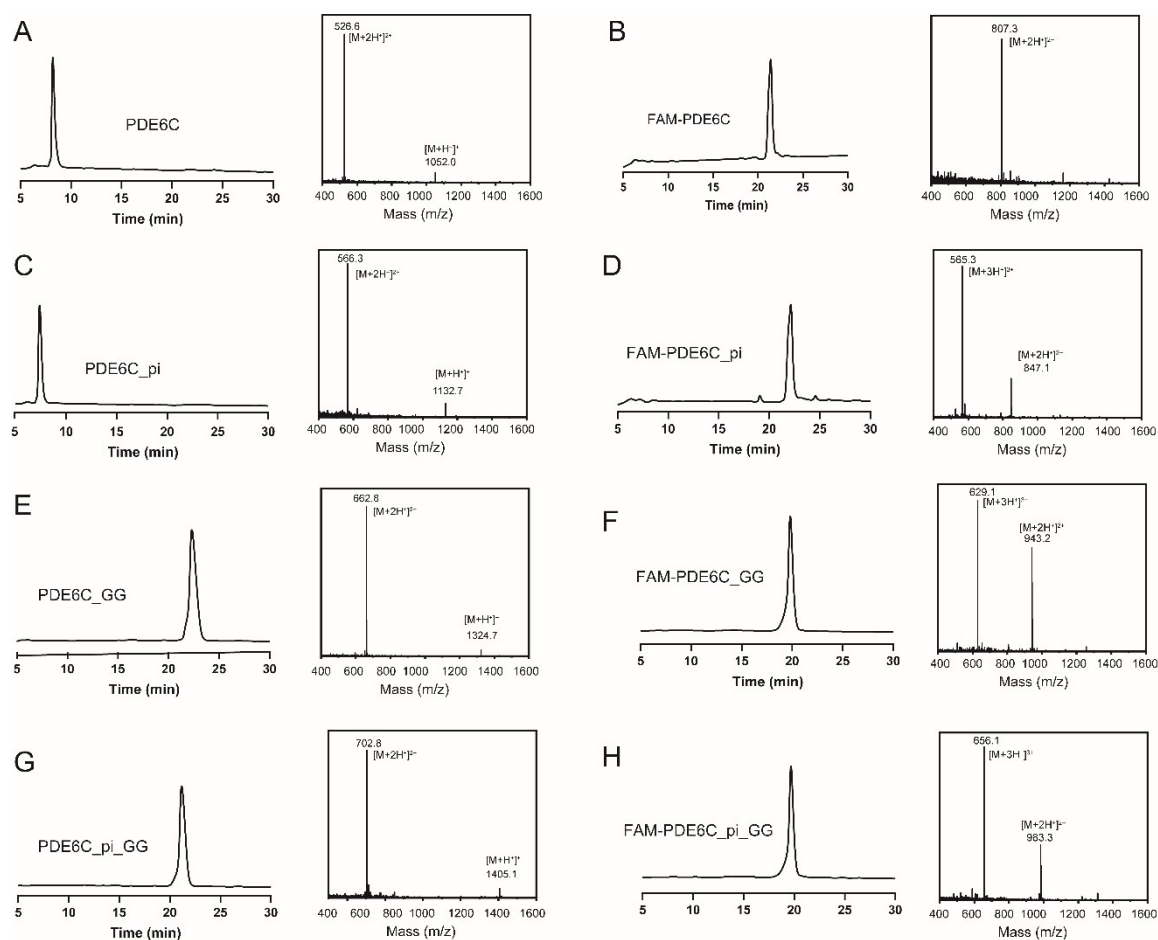 A
PDE6C
5 10 15 20 25 30
Time (min)
526.6
[M+2H⁺]²⁺
[M+H⁻]⁺
1052.0
400 600 800 1000 1200 1400 1600
Mass (m/z)
B
FAM-PDE6C
5 10 15 20 25 30
Time (min)
807.3
[M+2H⁺]²⁻
400 600 800 1000 1200 1400 1600
Mass (m/z)
C
PDE6C_pi
5 10 15 20 25 30
Time (min)
566.3
[M+2H⁻]²⁻
[M+H⁺]⁺
1132.7
400 600 800 1000 1200 1400 1600
Mass (m/z)
D
FAM-PDE6C_pi
5 10 15 20 25 30
Time (min)
565.3
[M+3H⁻]³⁺
[M+2H⁺]²⁻
847.1
400 600 800 1000 1200 1400 1600
Mass (m/z)
E
PDE6C_GG
5 10 15 20 25 30
Time (min)
662.8
[M+2H⁺]²⁻
[M+H⁺]⁻
1324.7
400 600 800 1000 1200 1400 1600
Mass (m/z)
F
FAM-PDE6C_GG
5 10 15 20 25 30
Time (min)
629.1
[M+3H⁺]³⁻
[M+2H⁺]²⁺
943.2
400 600 800 1000 1200 1400 1600
Mass (m/z)
G
PDE6C_pi_GG
5 10 15 20 25 30
Time (min)
702.8
[M+2H⁺]²⁻
[M+H⁺]⁺
1405.1
400 600 800 1000 1200 1400 1600
Mass (m/z)
H
FAM-PDE6C_pi_GG
5 10 15 20 25 30
Time (min)
656.1
[M+3H ]³⁺
[M+2H⁺]²⁻
983.3
400 600 800 1000 1200 1400 1600
Mass (m/z)